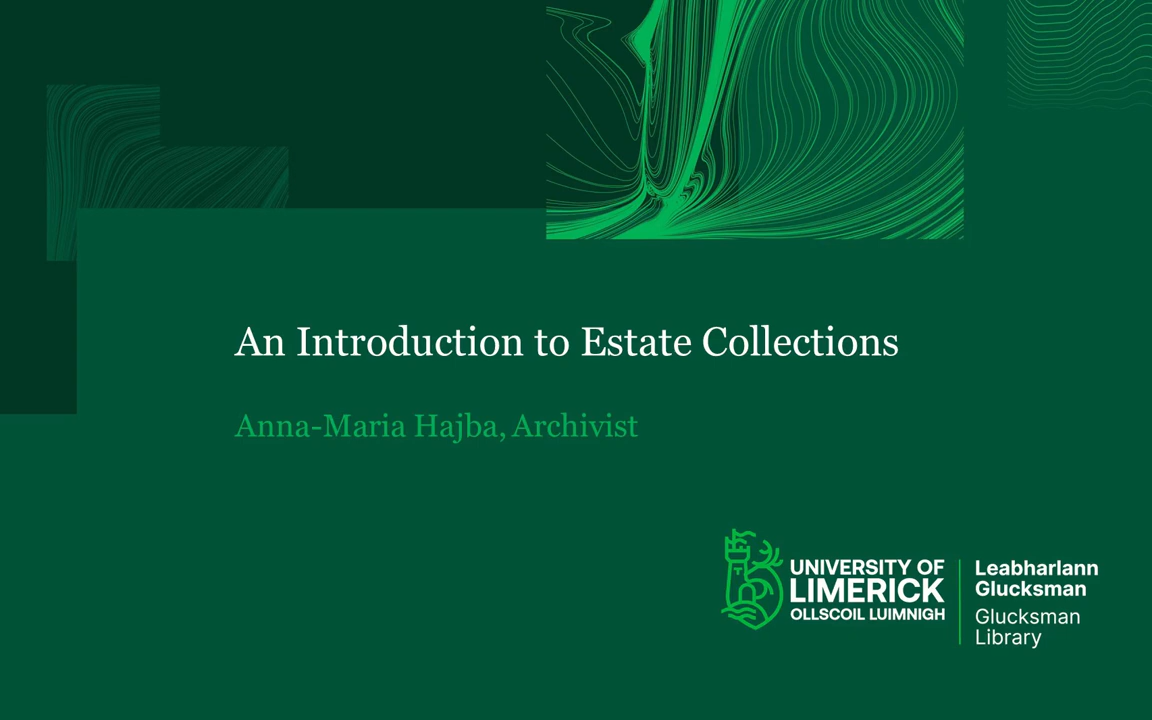 An Introduction to Estate Collections
Anna-Maria Hajba, Archivist
UNIVERSITY OF
LIMERICK
OLLSCOIL LUIMNIGH
Leabharlann
Glucksman
Glucksman
Library